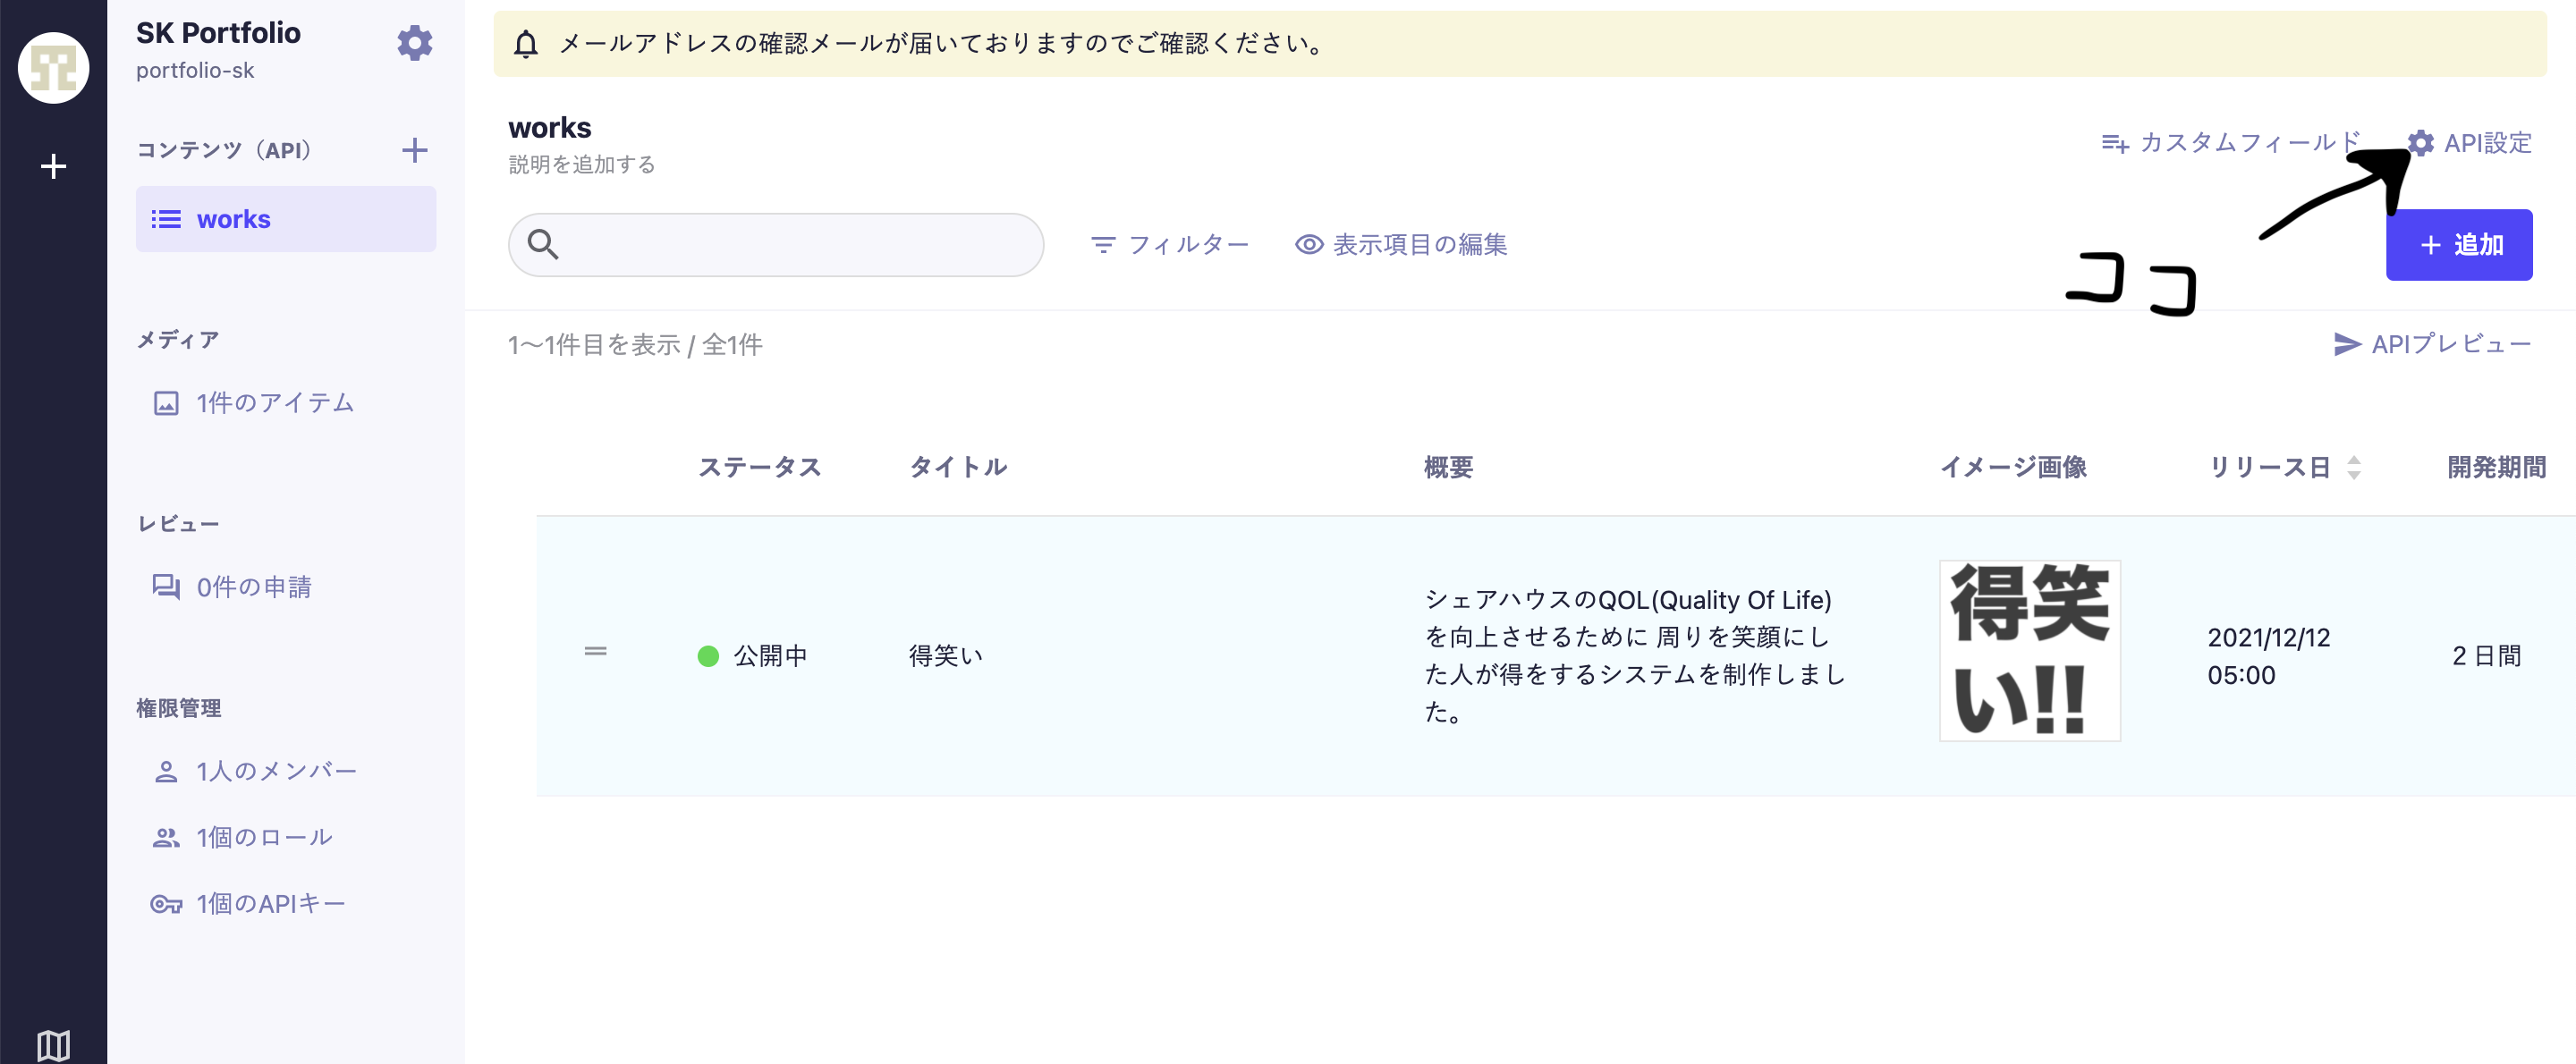 SK Portfolio
portfolio-sk
コンテンツ（API）
works
メディア
1件のアイテム
レビュー
0件の申請
権限管理
1人のメンバー
1個のロール
1個のAPIキー
メールアドレスの確認メールが届いておりますのでご確認ください。
works
説明を追加する
カスタムフィールド
API設定
フィルター
表示項目の編集
ココ
追加
1〜1件目を表示 / 全1件
APIプレビュー
ステータス タイトル 概要 イメージ画像 リリース日 開発期間
公開中
得笑い
シェアハウスのQOL(Quality Of Life)
を向上させるために 周りを笑顔にし
た人が得をするシステムを制作しまし
た。
得笑
い!!
2021/12/12
05:00
2 日間